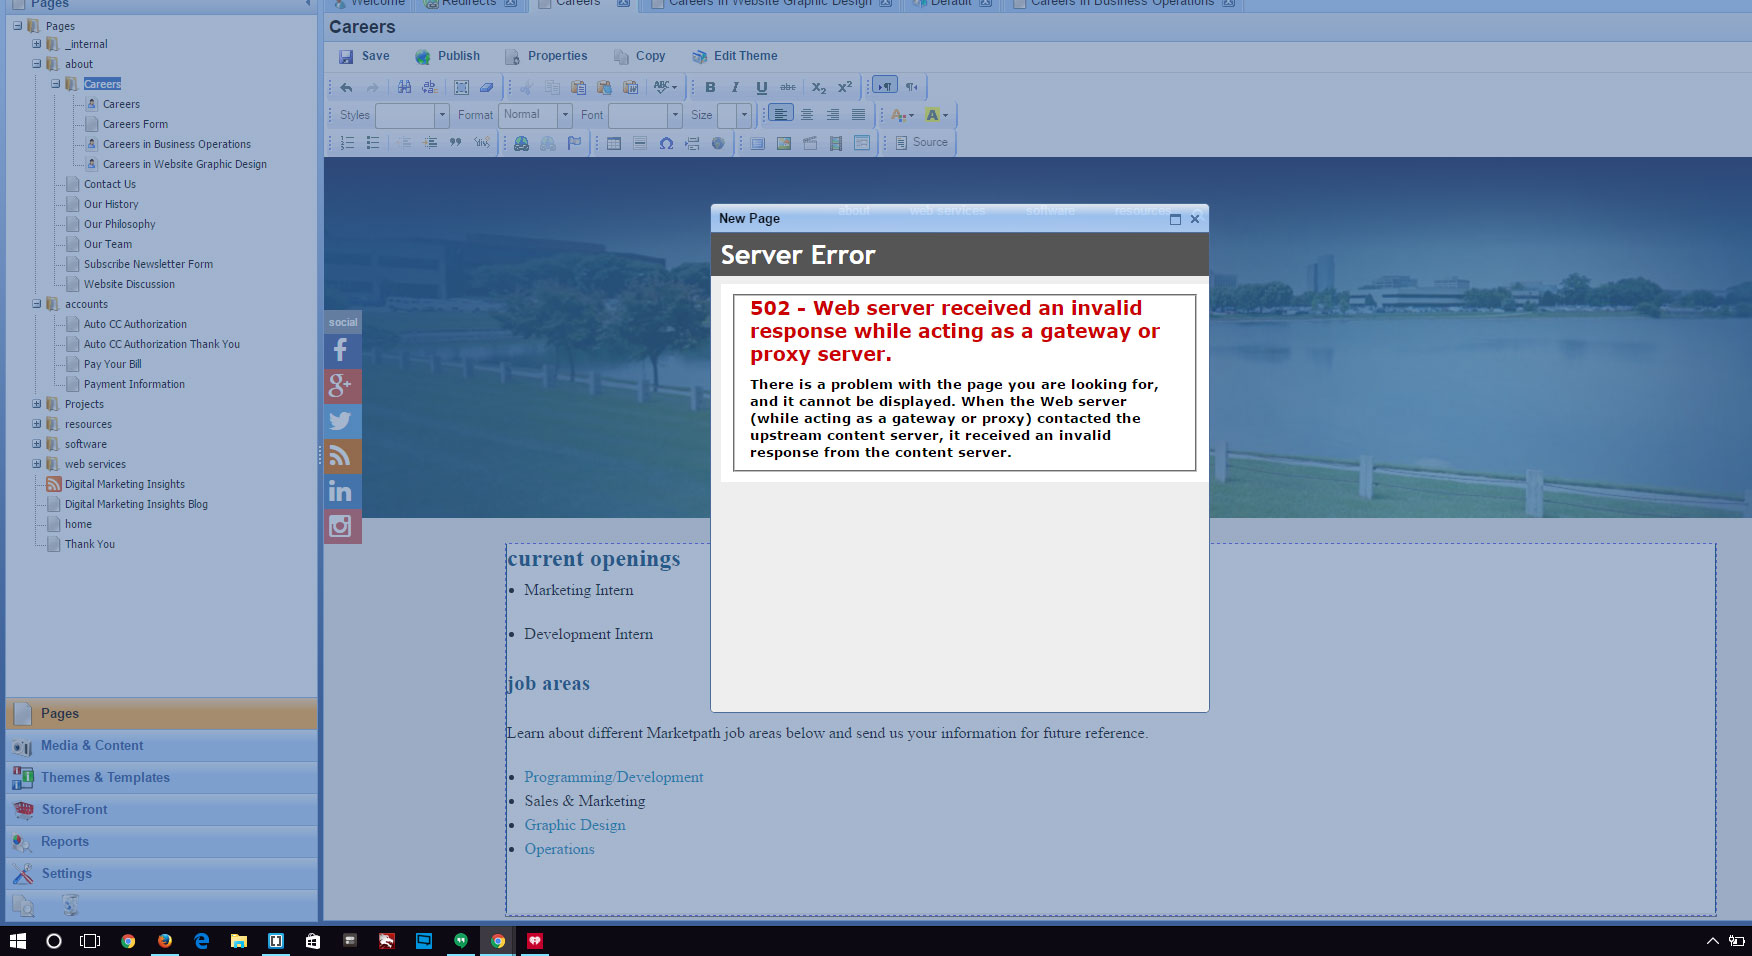 Pages
Welcome
Redirects
Careers
Careers in Website Graphic Design
Default
Careers in Business Operations
Pages
_internal
about
Careers
Careers
Careers Form
Careers in Business Operations
Careers in Website Graphic Design
Contact Us
Our History
Our Philosophy
Our Team
Subscribe Newsletter Form
Website Discussion
accounts
Auto CC Authorization
Auto CC Authorization Thank You
Pay Your Bill
Payment Information
Projects
resources
software
web services
Digital Marketing Insights
Digital Marketing Insights Blog
home
Thank You
Pages
Media & Content
Themes & Templates
StoreFront
Reports
Settings
Careers
Save Publish Properties Copy Edit Theme
B I U abc X₂ X²
Styles Format Normal Font Size
Source
about web services software resources
social
New Page
Server Error
502 - Web server received an invalid
response while acting as a gateway or
proxy server.
There is a problem with the page you are looking for,
and it cannot be displayed. When the Web server
(while acting as a gateway or proxy) contacted the
upstream content server, it received an invalid
response from the content server.
current openings
Marketing Intern
Development Intern
job areas
Learn about different Marketpath job areas below and send us your information for future reference.
Programming/Development
Sales & Marketing
Graphic Design
Operations